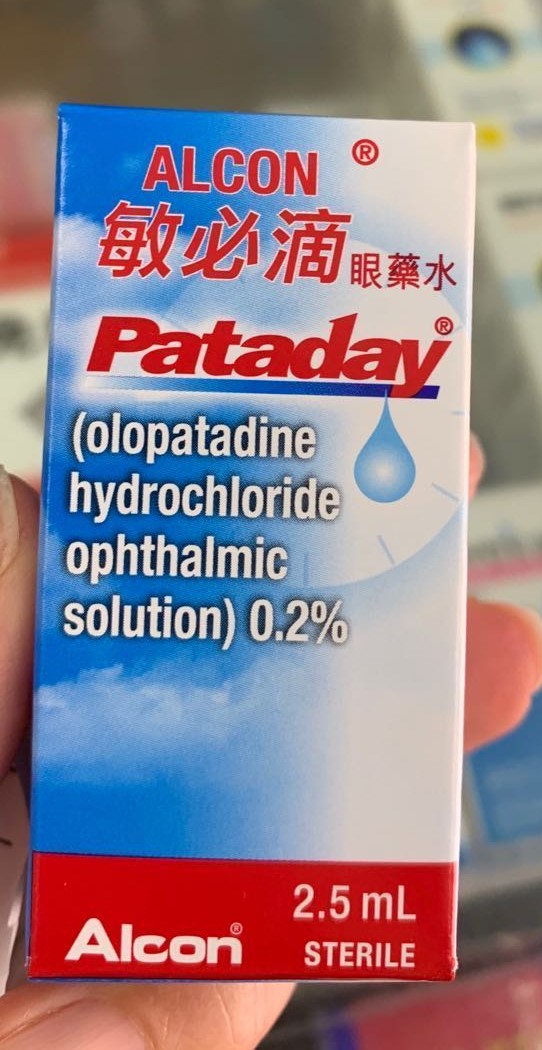 ALCON ®
敏必滴 眼藥水
Pataday®
(olopatadine
hydrochloride
ophthalmic
solution) 0.2%
2.5 mL
Alcon® STERILE